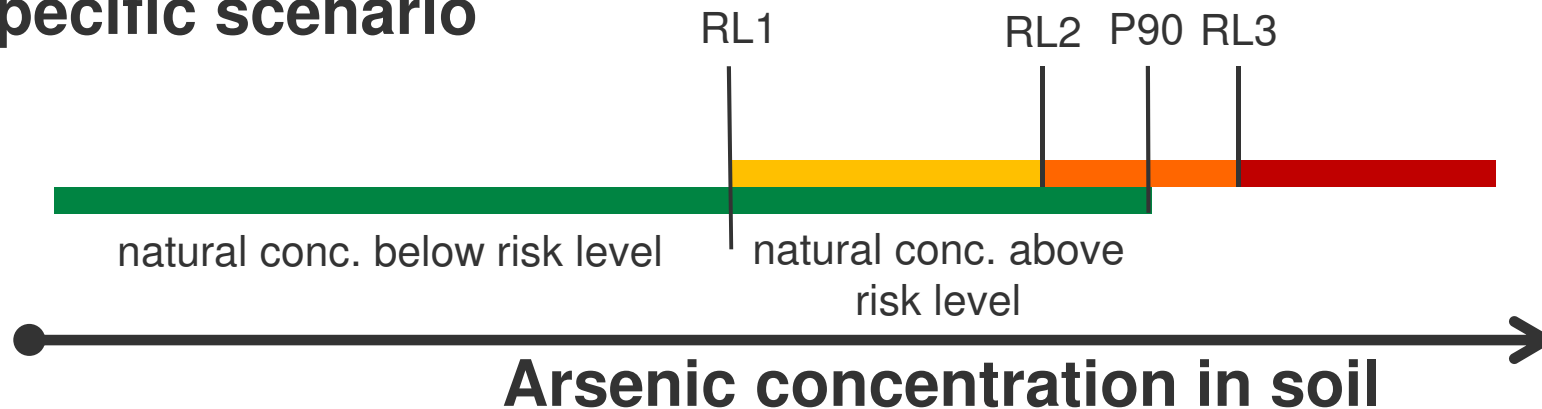 pecific scenario
RL1 RL2 P90 RL3
natural conc. below risk level
natural conc. above
risk level
Arsenic concentration in soil